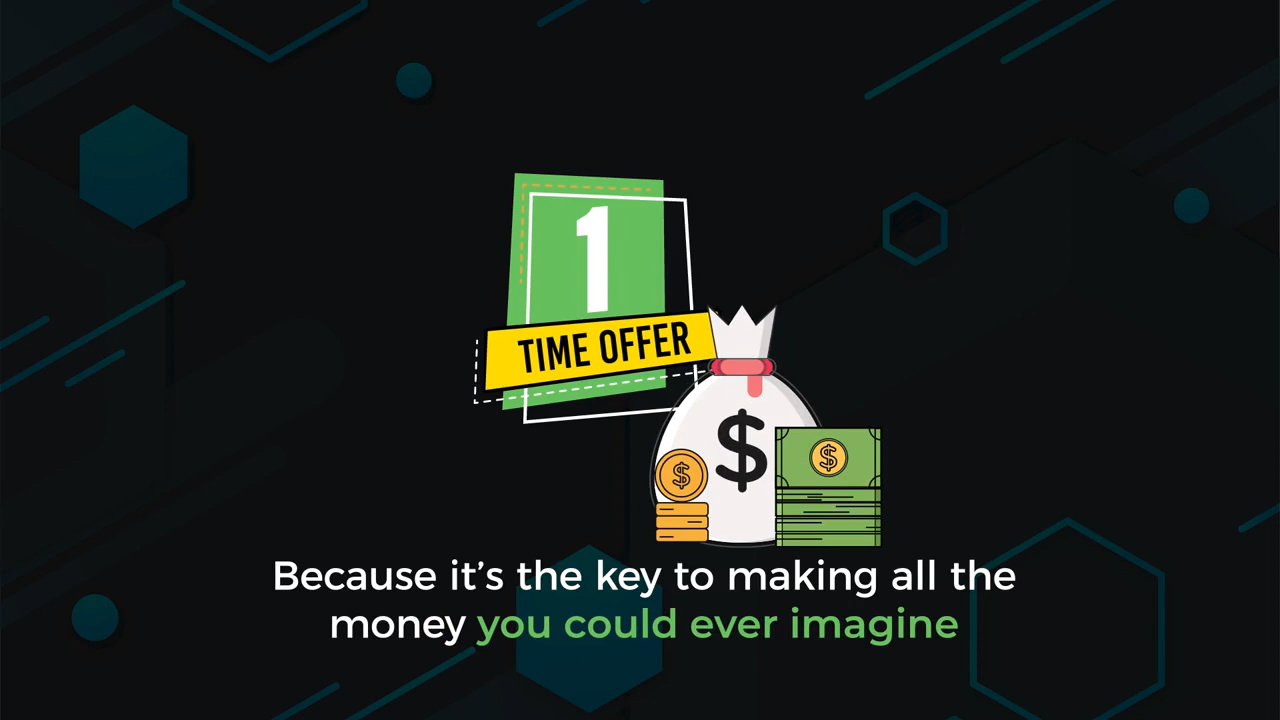 1
TIME OFFER
$
$
$
Because it’s the key to making all the
money you could ever imagine